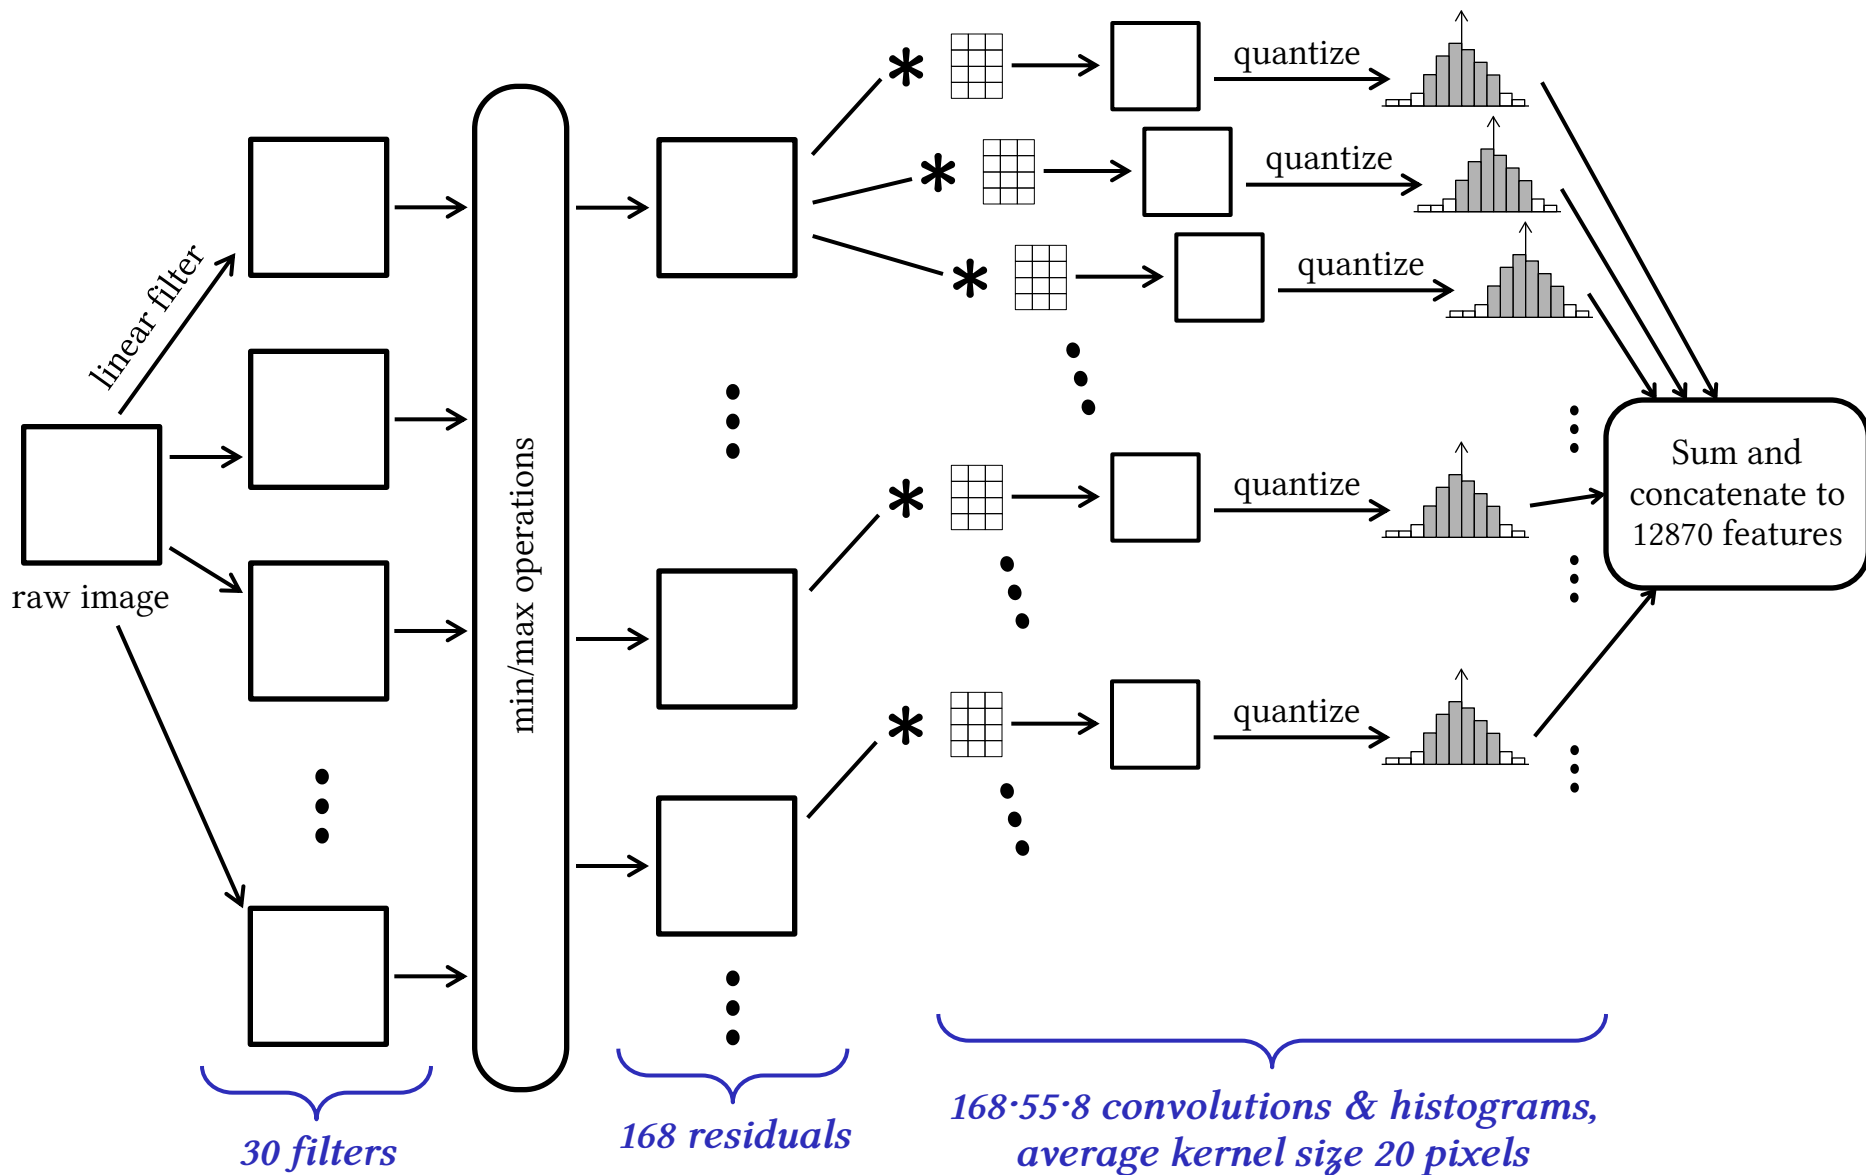 raw image
linear filter
min/max operations
quantize
quantize
quantize
quantize
quantize
Sum and
concatenate to
12870 features
30 filters
168 residuals
168·55·8 convolutions & histograms,
average kernel size 20 pixels